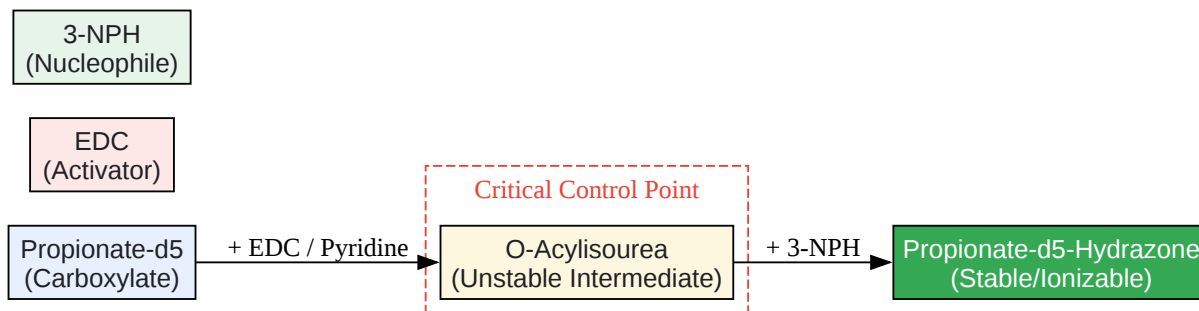 3-NPH
(Nucleophile)
EDC
(Activator)
Critical Control Point
Propionate-d5
(Carboxylate)
+ EDC / Pyridine
O-Acylisourea
(Unstable Intermediate)
+ 3-NPH
Propionate-d5-Hydrazone
(Stable/Ionizable)